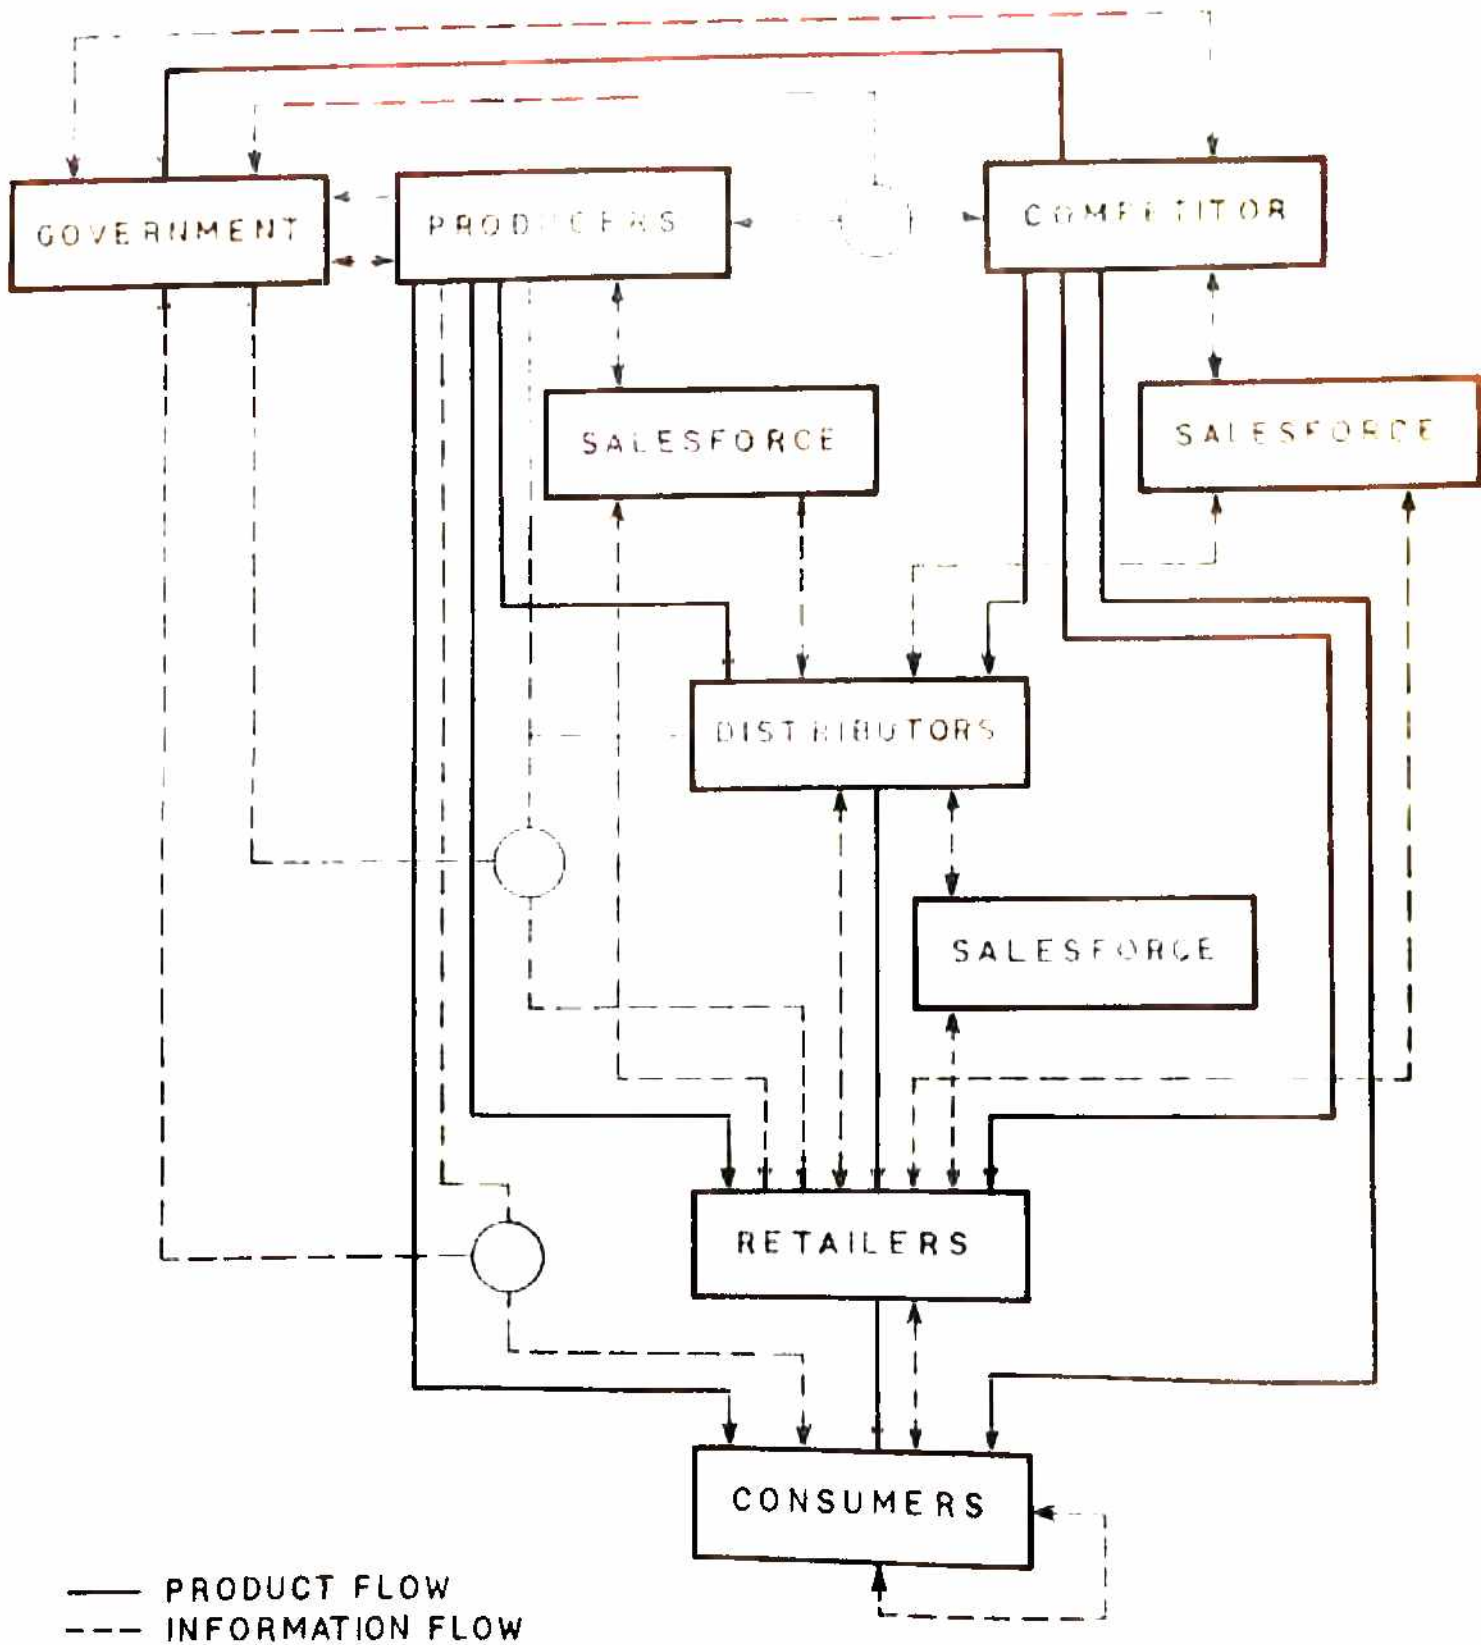 GOVERNMENT
PRODUCERS
COMPETITOR
SALESFORCE
SALESFORCE
DISTRIBUTORS
SALESFORCE
RETAILERS
CONSUMERS
PRODUCT FLOW
INFORMATION FLOW